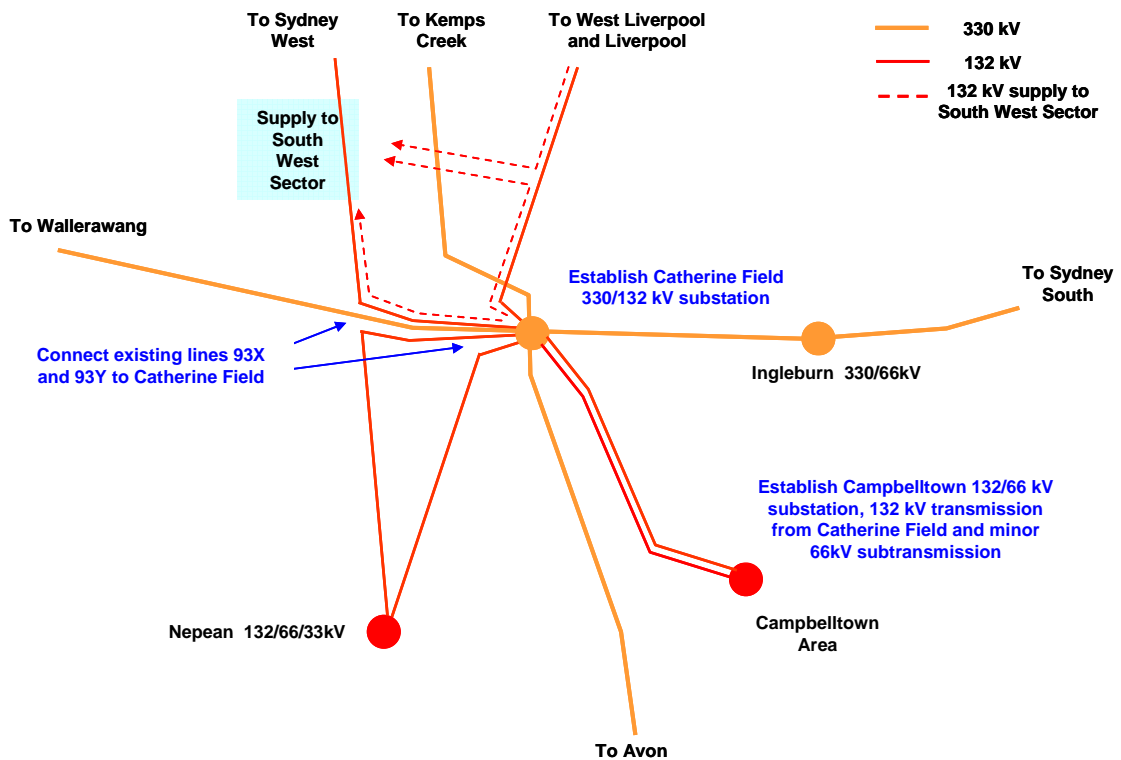 To Sydney
West
To Kemps
Creek
To West Liverpool
and Liverpool
330 kV
132 kV
132 kV supply to
South West Sector
Supply to
South
West
Sector
To Wallerawang
Establish Catherine Field
330/132 kV substation
To Sydney
South
Connect existing lines 93X
and 93Y to Catherine Field
Ingleburn 330/66kV
Establish Campbelltown 132/66 kV
substation, 132 kV transmission
from Catherine Field and minor
66kV subtransmission
Nepean 132/66/33kV
Campbelltown
Area
To Avon